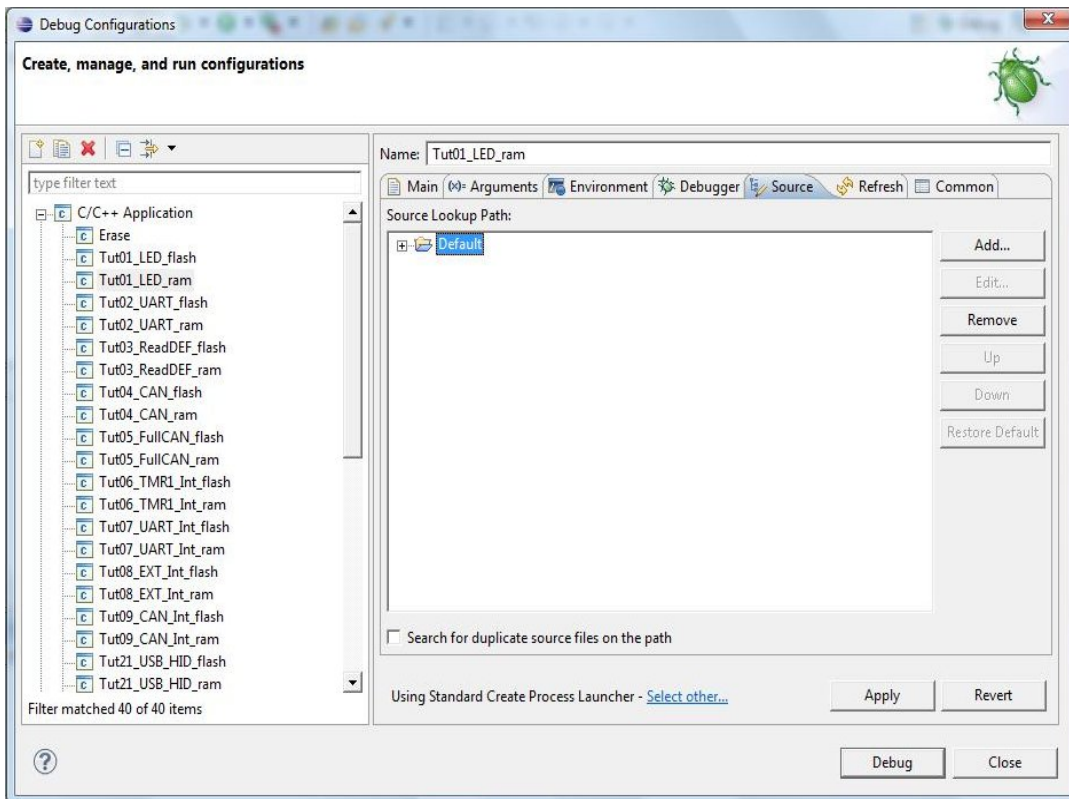 Debug Configurations
Create, manage, and run configurations
type filter text
C/C++ Application
Erase
Tut01_LED_flash
Tut01_LED_ram
Tut02_UART_flash
Tut02_UART_ram
Tut03_ReadDEF_flash
Tut03_ReadDEF_ram
Tut04_CAN_flash
Tut04_CAN_ram
Tut05_FullCAN_flash
Tut05_FullCAN_ram
Tut06_TMR1_Int_flash
Tut06_TMR1_Int_ram
Tut07_UART_Int_flash
Tut07_UART_Int_ram
Tut08_EXT_Int_flash
Tut08_EXT_Int_ram
Tut09_CAN_Int_flash
Tut09_CAN_Int_ram
Tut21_USB_HID_flash
Tut21_USB_HID_ram
Filter matched 40 of 40 items
Name: Tut01_LED_ram
Main (x)= Arguments Environment Debugger Source Refresh Common
Source Lookup Path:
Default
Add...
Edit...
Remove
Up
Down
Restore Default
Search for duplicate source files on the path
Using Standard Create Process Launcher - Select other...
Apply Revert
Debug Close